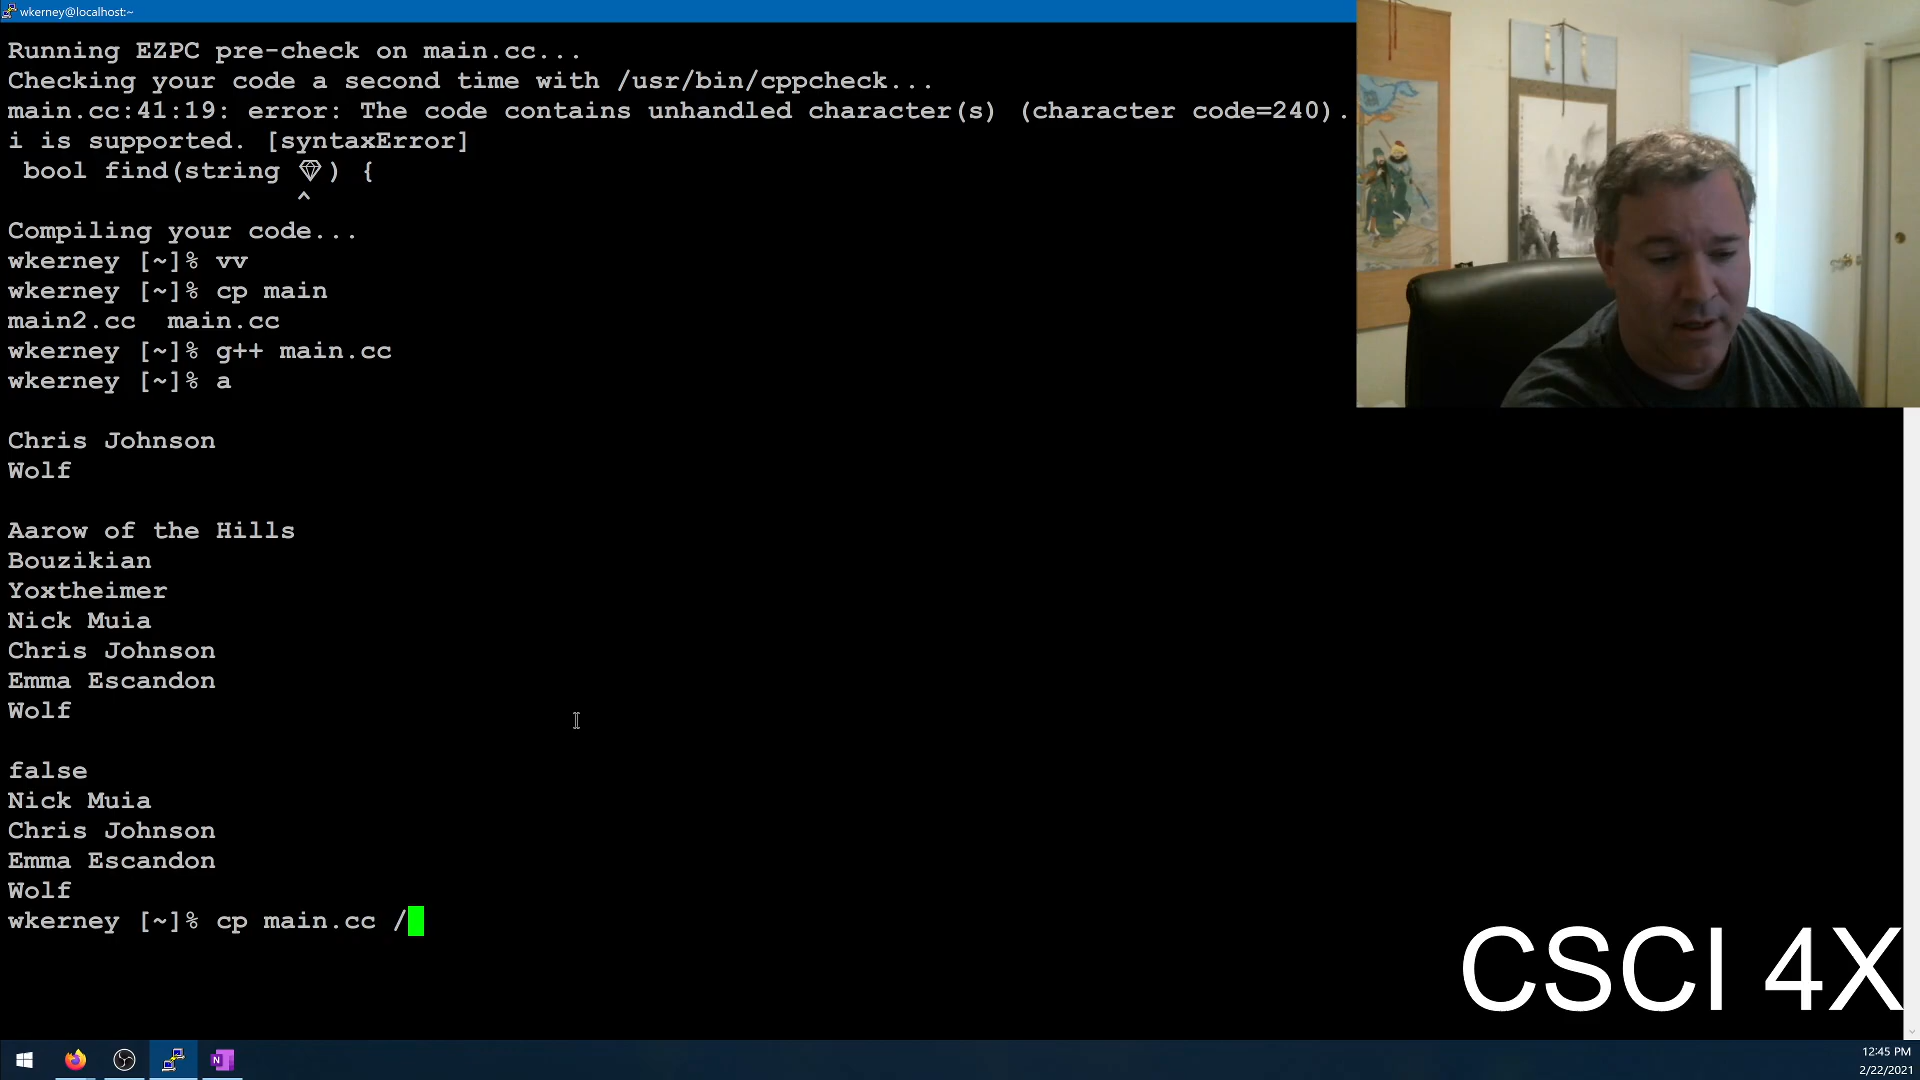 wkerney@localhost:~
Running EZPC pre-check on main.cc...
Checking your code a second time with /usr/bin/cppcheck...
main.cc:41:19: error: The code contains unhandled character(s) (character code=240).
i is supported. [syntaxError]
 bool find(string 💎) {
^
Compiling your code...
wkerney [~]% vv
wkerney [~]% cp main
main2.cc  main.cc
wkerney [~]% g++ main.cc
wkerney [~]% a
Chris Johnson
Wolf
Aarow of the Hills
Bouzikian
Yoxtheimer
Nick Muia
Chris Johnson
Emma Escandon
Wolf
false
Nick Muia
Chris Johnson
Emma Escandon
Wolf
wkerney [~]% cp main.cc /
CSCI 4X
N
12:45 PM
2/22/2021